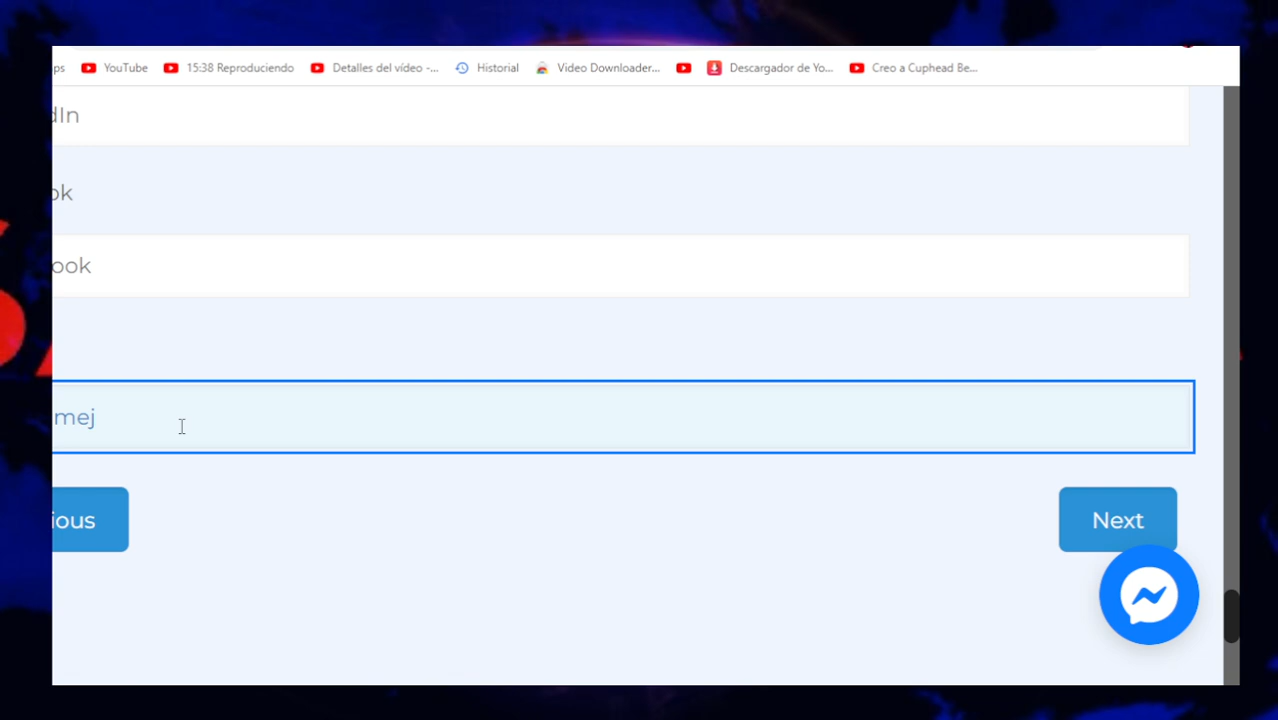 ps YouTube 15:38 Reproduciendo Detalles del vídeo -... Historial Video Downloader... Descargador de Yo... Creo a Cuphead Be...
dIn
ok
ook
mej
ious Next